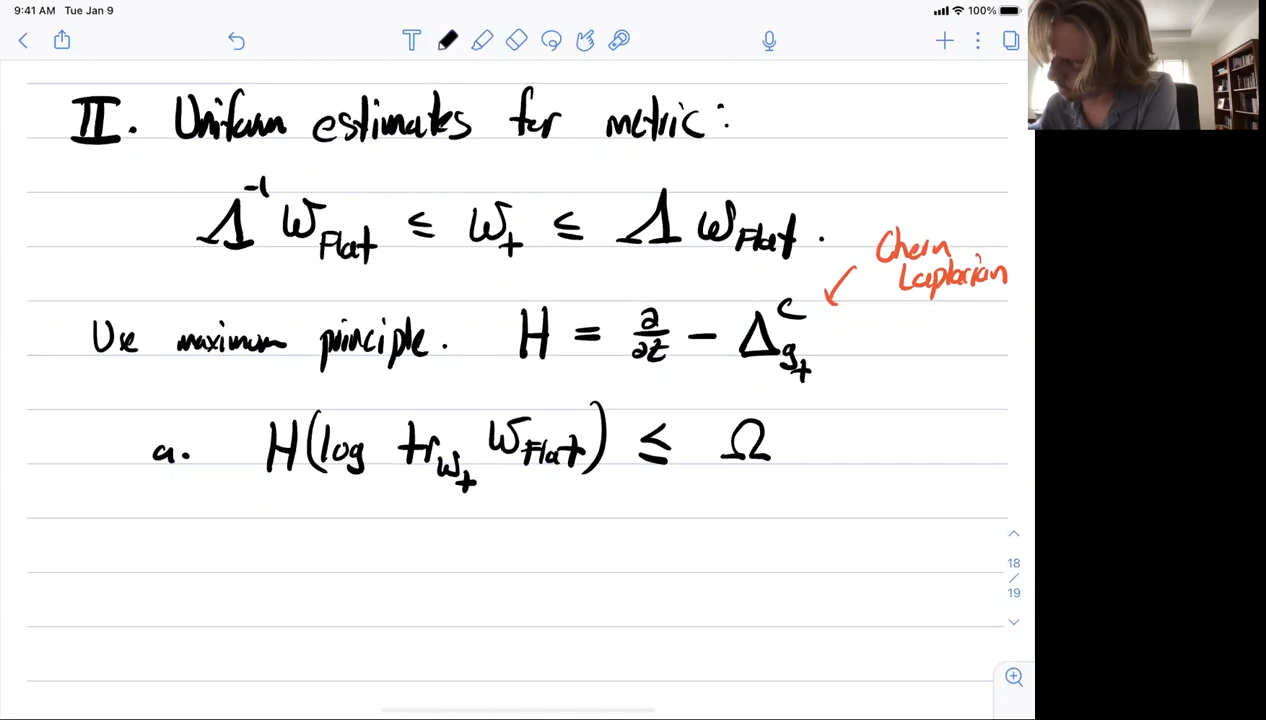 9:41 AM Tue Jan 9
100%
II. Uniform estimates for metric:
Λ⁻¹ ω_Flat ≤ ω_t ≤ Λ ω_Flat.
Chern
Laplacian
Use maximum principle. H = ∂/∂t − Δ^C_{g_t}
a. H(log tr_{ω_t} ω_Flat) ≤ Ω
18
/
19